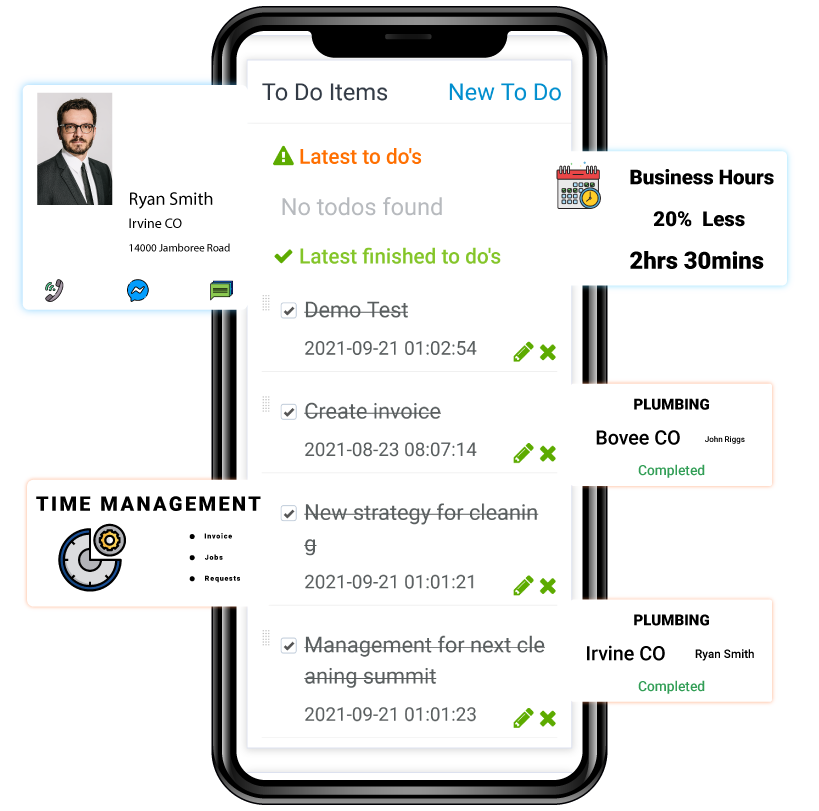 To Do Items
New To Do
Latest to do's
No todos found
Latest finished to do's
Demo Test
2021-09-21 01:02:54
Create invoice
2021-08-23 08:07:14
New strategy for cleanin
g
2021-09-21 01:01:21
Management for next cle
aning summit
2021-09-21 01:01:23
Ryan Smith
Irvine CO
14000 Jamboree Road
TIME MANAGEMENT
Invoice
Jobs
Requests
Business Hours
20% Less
2hrs 30mins
PLUMBING
Bovee CO
John Riggs
Completed
PLUMBING
Irvine CO
Ryan Smith
Completed